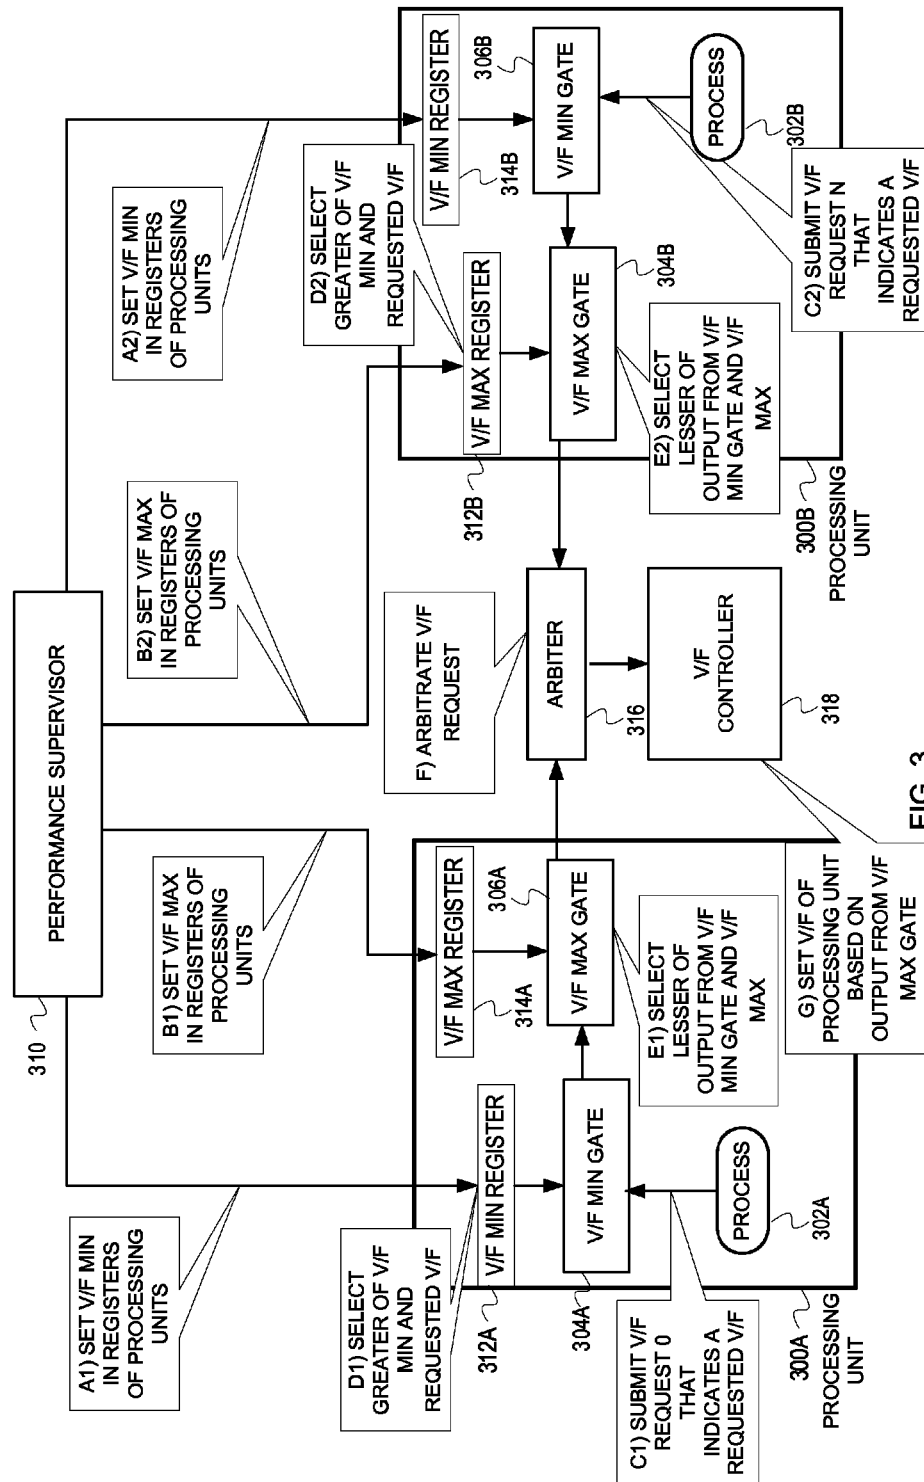 PERFORMANCE SUPERVISOR
310
A1) SET V/F MIN
IN REGISTERS
OF PROCESSING
UNITS
B1) SET V/F MAX
IN REGISTERS OF
PROCESSING
UNITS
B2) SET V/F MAX
IN REGISTERS OF
PROCESSING
UNITS
A2) SET V/F MIN
IN REGISTERS
OF PROCESSING
UNITS
D1) SELECT
GREATER OF V/F
MIN AND
REQUESTED V/F
V/F MIN REGISTER
312A
V/F MAX REGISTER
314A
V/F MIN GATE
304A
V/F MAX GATE
306A
E1) SELECT
LESSER OF
OUTPUT FROM V/F
MIN GATE AND V/F
MAX
PROCESS
302A
C1) SUBMIT V/F
REQUEST 0
THAT
INDICATES A
REQUESTED V/F
300A
PROCESSING
UNIT
F) ARBITRATE V/F
REQUEST
ARBITER
316
V/F
CONTROLLER
318
G) SET V/F OF
PROCESSING UNIT
BASED ON
OUTPUT FROM V/F
MAX GATE
D2) SELECT
GREATER OF V/F
MIN AND
REQUESTED V/F
V/F MAX REGISTER
312B
V/F MIN REGISTER
314B
V/F MAX GATE
304B
V/F MIN GATE
306B
E2) SELECT
LESSER OF
OUTPUT FROM V/F
MIN GATE AND V/F
MAX
PROCESS
302B
C2) SUBMIT V/F
REQUEST N
THAT
INDICATES A
REQUESTED V/F
300B
PROCESSING
UNIT
FIG. 3